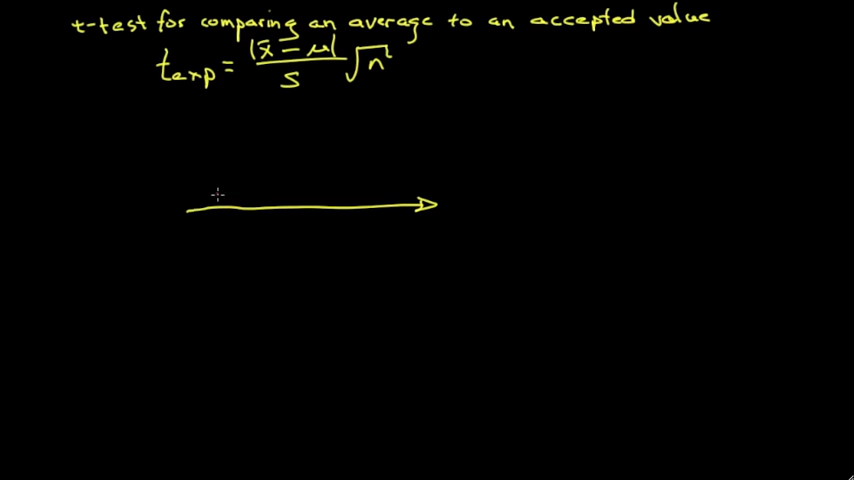 t-test for comparing an average to an accepted value
t_exp = |x̄ - μ| / s √n